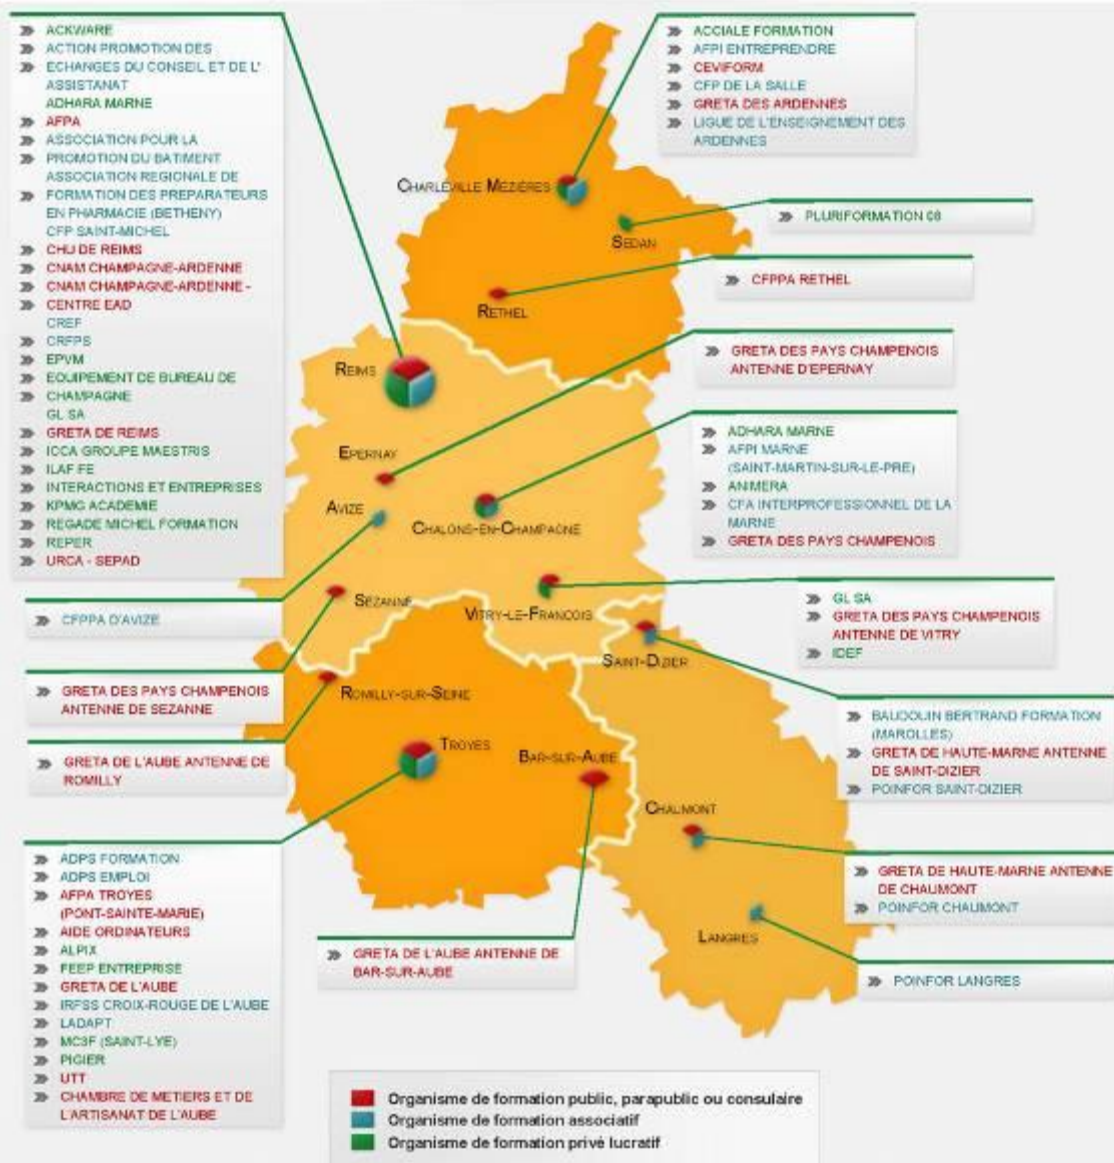 ACKWARE
ACTION PROMOTION DES
ECHANGES DU CONSEIL ET DE L'
ASSISTANAT
ADHARA MARNE
AFPA
ASSOCIATION POUR LA
PROMOTION DU BATIMENT
ASSOCIATION REGIONALE DE
FORMATION DES PREPARATEURS
EN PHARMACIE (BETHENY)
CFP SAINT-MICHEL
CHU DE REIMS
CNAM CHAMPAGNE-ARDENNE
CNAM CHAMPAGNE-ARDENNE -
CENTRE EAD
CREF
CRFPS
EPVM
EQUIPEMENT DE BUREAU DE
CHAMPAGNE
GL SA
GRETA DE REIMS
ICCA GROUPE MAESTRIS
ILAF FE
INTERACTIONS ET ENTREPRISES
KPMG ACADEMIE
REGADE MICHEL FORMATION
REPER
URCA - SEPAD
ACCIALE FORMATION
AFPI ENTREPRENDRE
CEVIFORM
CFP DE LA SALLE
GRETA DES ARDENNES
LIGUE DE L'ENSEIGNEMENT DES
ARDENNES
CHARLEVILLE MÉZIÈRES
SEDAN
PLURIFORMATION 08
RETHEL
CFPPA RETHEL
REIMS
GRETA DES PAYS CHAMPENOIS
ANTENNE D'EPERNAY
EPERNAY
AVIZE
CHALONS-EN-CHAMPAGNE
ADHARA MARNE
AFPI MARNE
(SAINT-MARTIN-SUR-LE-PRE)
ANIMERA
CFA INTERPROFESSIONNEL DE LA
MARNE
GRETA DES PAYS CHAMPENOIS
CFPPA D'AVIZE
SÉZANNE
VITRY-LE-FRANCOIS
GL SA
GRETA DES PAYS CHAMPENOIS
ANTENNE DE VITRY
IDEF
SAINT-DIZIER
GRETA DES PAYS CHAMPENOIS
ANTENNE DE SEZANNE
ROMILLY-SUR-SEINE
BAUDOUIN BERTRAND FORMATION
(MAROLLES)
GRETA DE HAUTE-MARNE ANTENNE
DE SAINT-DIZIER
POINFOR SAINT-DIZIER
GRETA DE L'AUBE ANTENNE DE
ROMILLY
TROYES
BAR-SUR-AUBE
CHAUMONT
GRETA DE HAUTE-MARNE ANTENNE
DE CHAUMONT
POINFOR CHAUMONT
ADPS FORMATION
ADPS EMPLOI
AFPA TROYES
(PONT-SAINTE-MARIE)
AIDE ORDINATEURS
ALPIX
FEEP ENTREPRISE
GRETA DE L'AUBE
IRFSS CROIX-ROUGE DE L'AUBE
LADAPT
MC3F (SAINT-LYE)
PIGIER
UTT
CHAMBRE DE METIERS ET DE
L'ARTISANAT DE L'AUBE
GRETA DE L'AUBE ANTENNE DE
BAR-SUR-AUBE
LANGRES
POINFOR LANGRES
Organisme de formation public, parapublic ou consulaire
Organisme de formation associatif
Organisme de formation privé lucratif